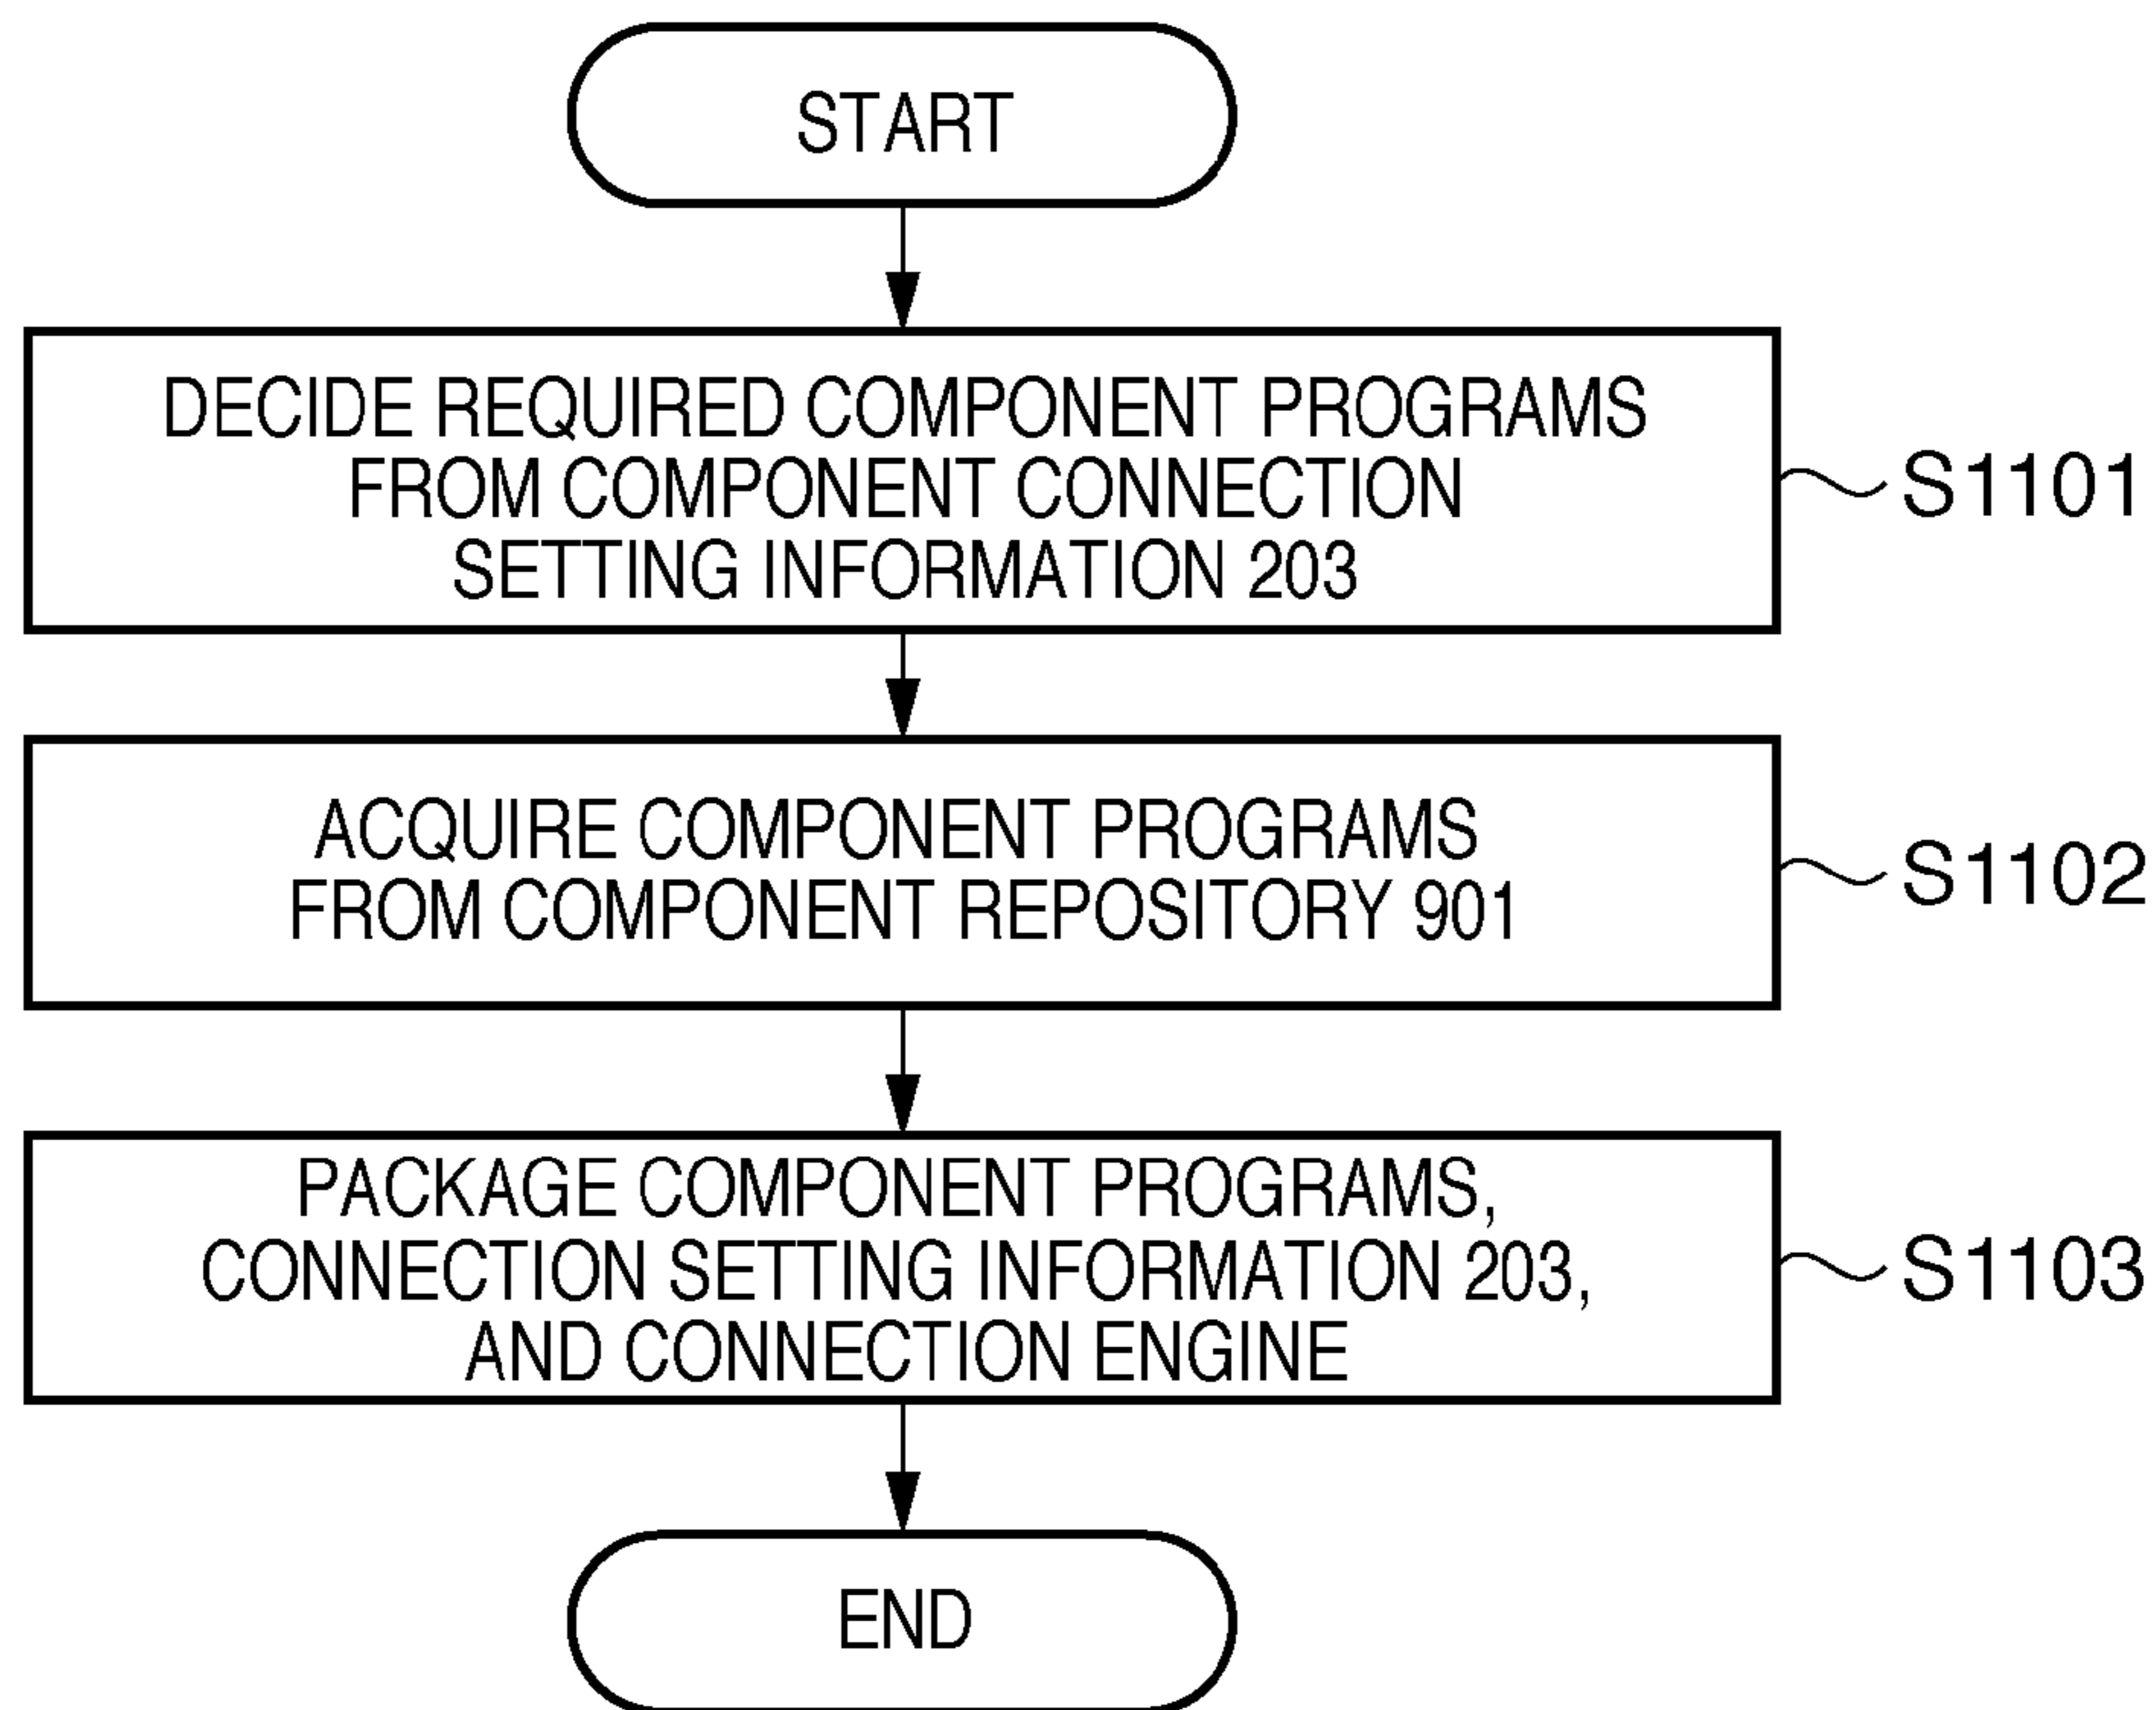 START
DECIDE REQUIRED COMPONENT PROGRAMS
FROM COMPONENT CONNECTION
SETTING INFORMATION 203
S1101
ACQUIRE COMPONENT PROGRAMS
FROM COMPONENT REPOSITORY 901
S1102
PACKAGE COMPONENT PROGRAMS,
CONNECTION SETTING INFORMATION 203,
AND CONNECTION ENGINE
S1103
END